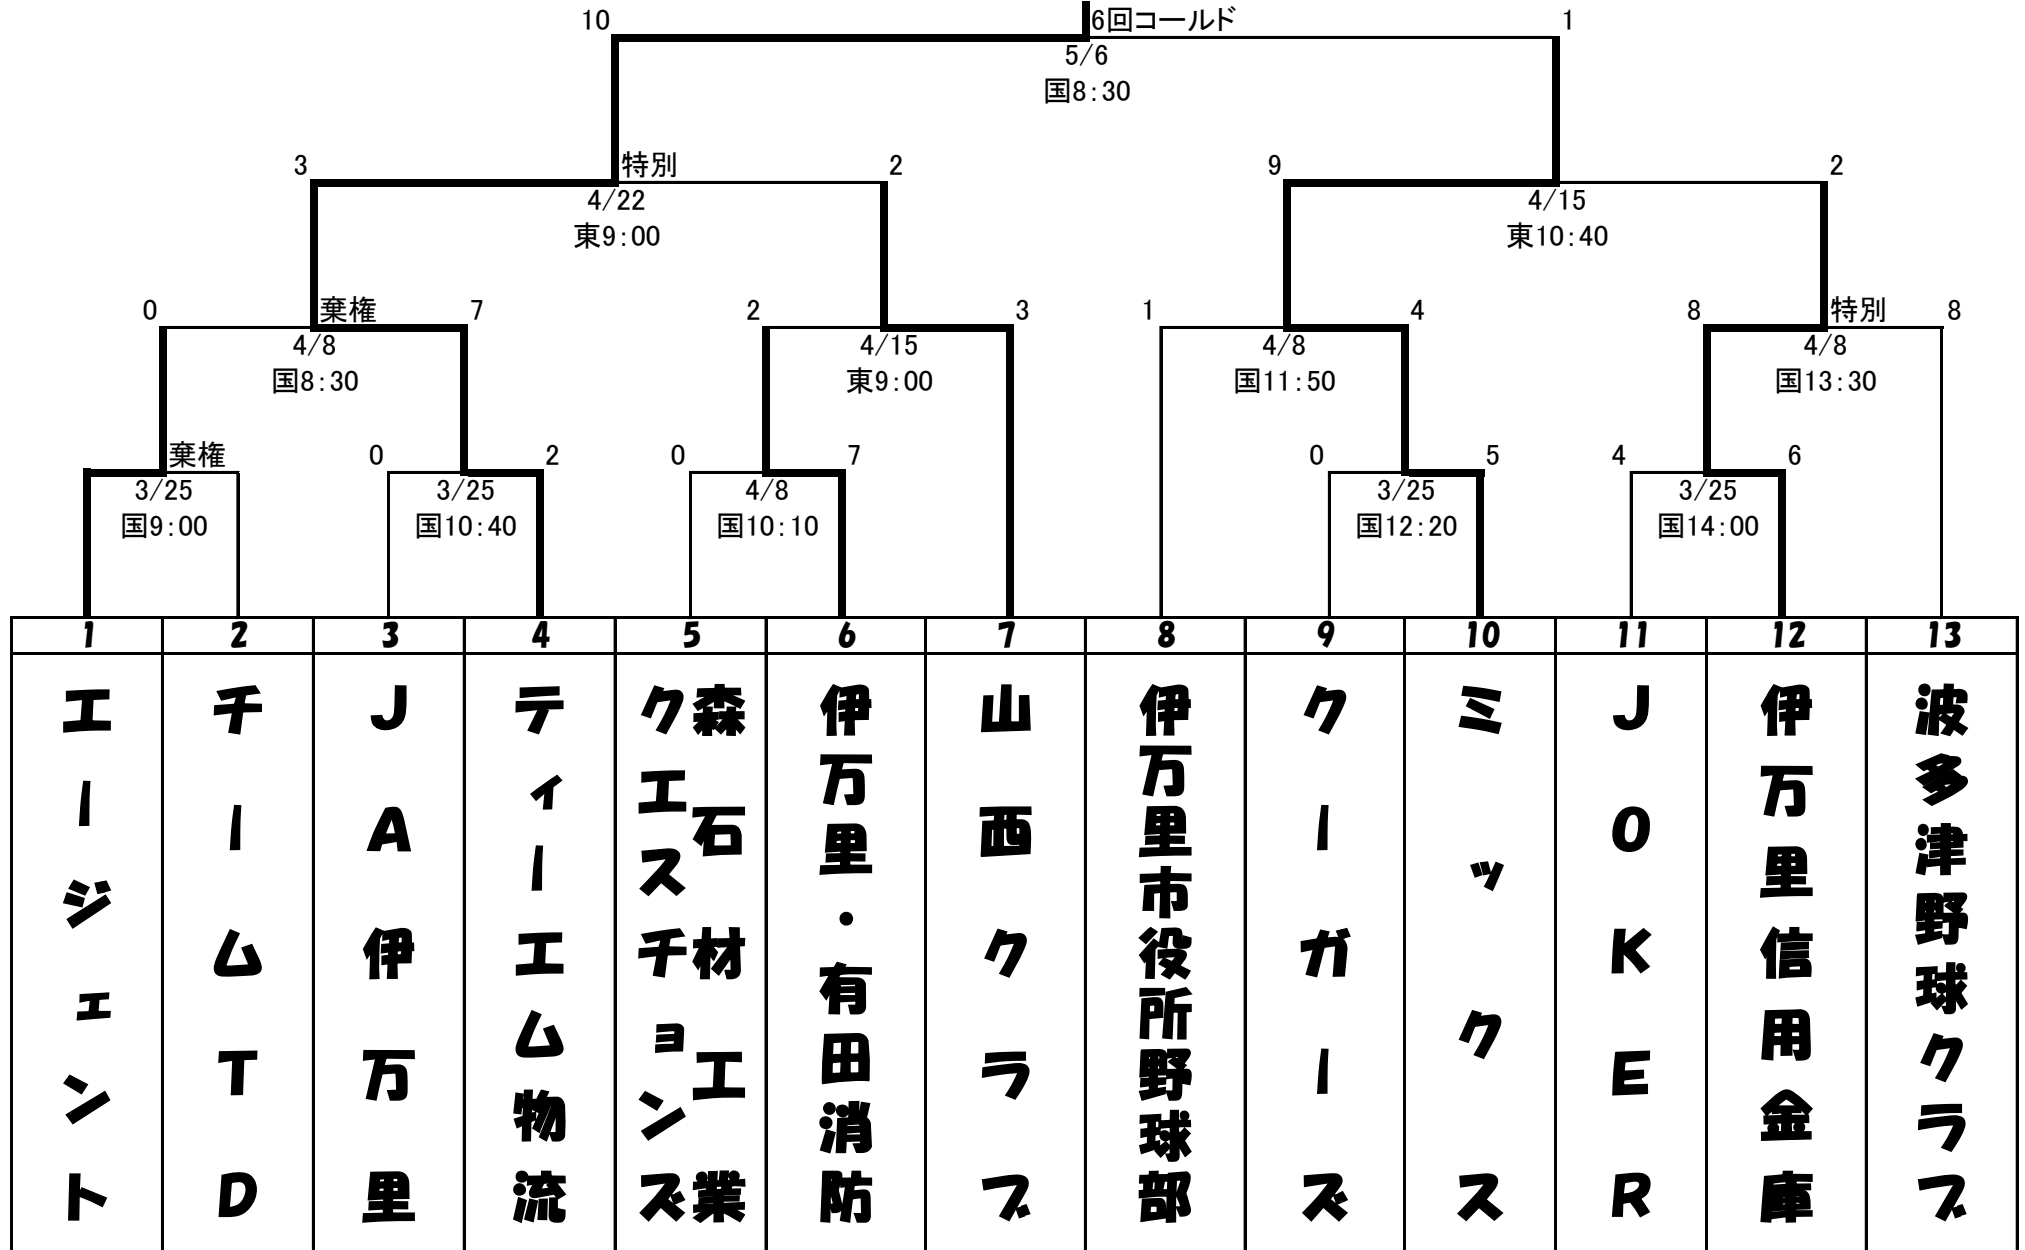 10 6回コールド 1
5/6
国8:30
3 特別 2 9 2
4/22 4/15
東9:00 東10:40
0 棄権 7 2 3 1 4 8 特別 8
4/8 4/15 4/8 4/8
国8:30 東9:00 国11:50 国13:30
棄権 0 2 0 7 0 5 4 6
3/25 3/25 4/8 3/25 3/25
国9:00 国10:40 国10:10 国12:20 国14:00
1 2 3 4 5 6 7 8 9 10 11 12 13
エージェント
チームTD
JA伊万里
ティーエム物流
森石材工業
クエスチョンズ
伊万里・有田消防
山西クラブ
伊万里市役所野球部
クーガーズ
ミックス
JOKER
伊万里信用金庫
波多津野球クラブ